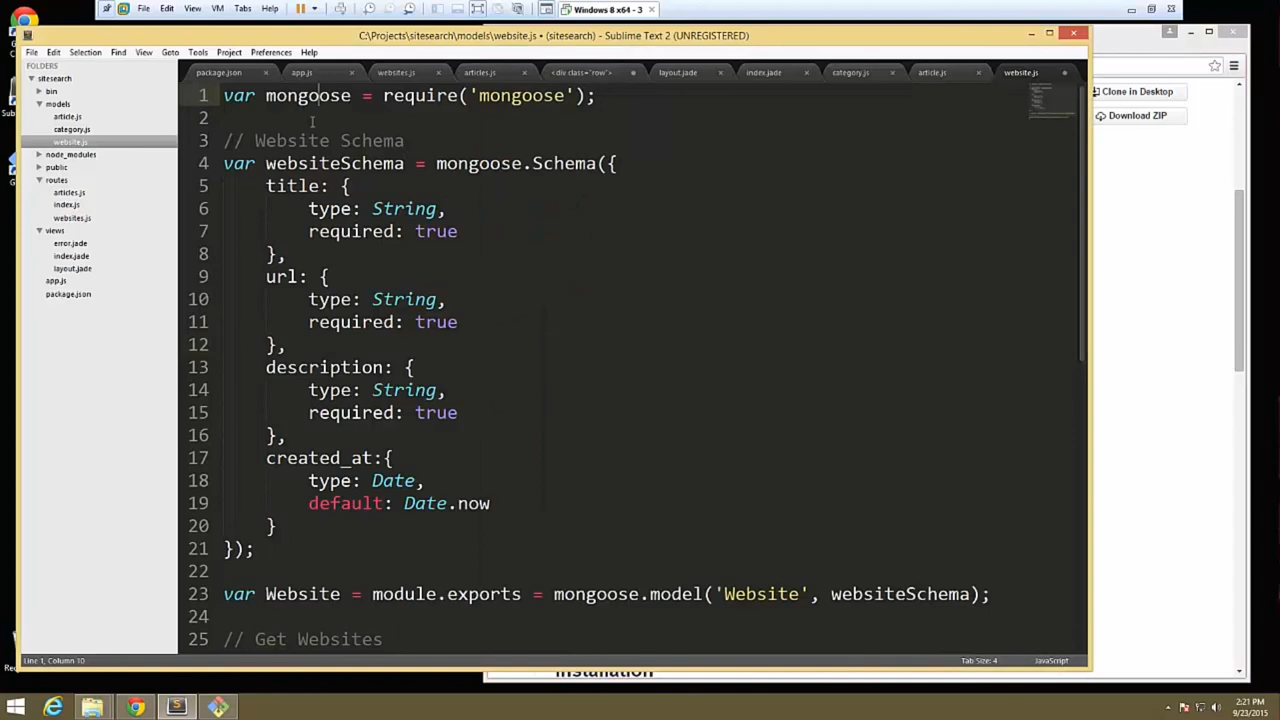 File Edit View VM Tabs Help
Windows 8 x64 - 3
C:\Projects\sitesearch\models\website.js • (sitesearch) - Sublime Text 2 (UNREGISTERED)
File Edit Selection Find View Goto Tools Project Preferences Help
FOLDERS
sitesearch
bin
models
article.js
category.js
website.js
node_modules
public
routes
articles.js
index.js
websites.js
views
error.jade
index.jade
layout.jade
app.js
package.json
package.json app.js websites.js articles.js <div class="row"> layout.jade index.jade category.js article.js website.js
1 var mongoose = require('mongoose');
2
3 // Website Schema
4 var websiteSchema = mongoose.Schema({
5 title: {
6 type: String,
7 required: true
8 },
9 url: {
10 type: String,
11 required: true
12 },
13 description: {
14 type: String,
15 required: true
16 },
17 created_at:{
18 type: Date,
19 default: Date.now
20 }
21 });
22
23 var Website = module.exports = mongoose.model('Website', websiteSchema);
24
25 // Get Websites
Line 1, Column 10
Tab Size: 4
JavaScript
Clone in Desktop
Download ZIP
2:21 PM
9/23/2015